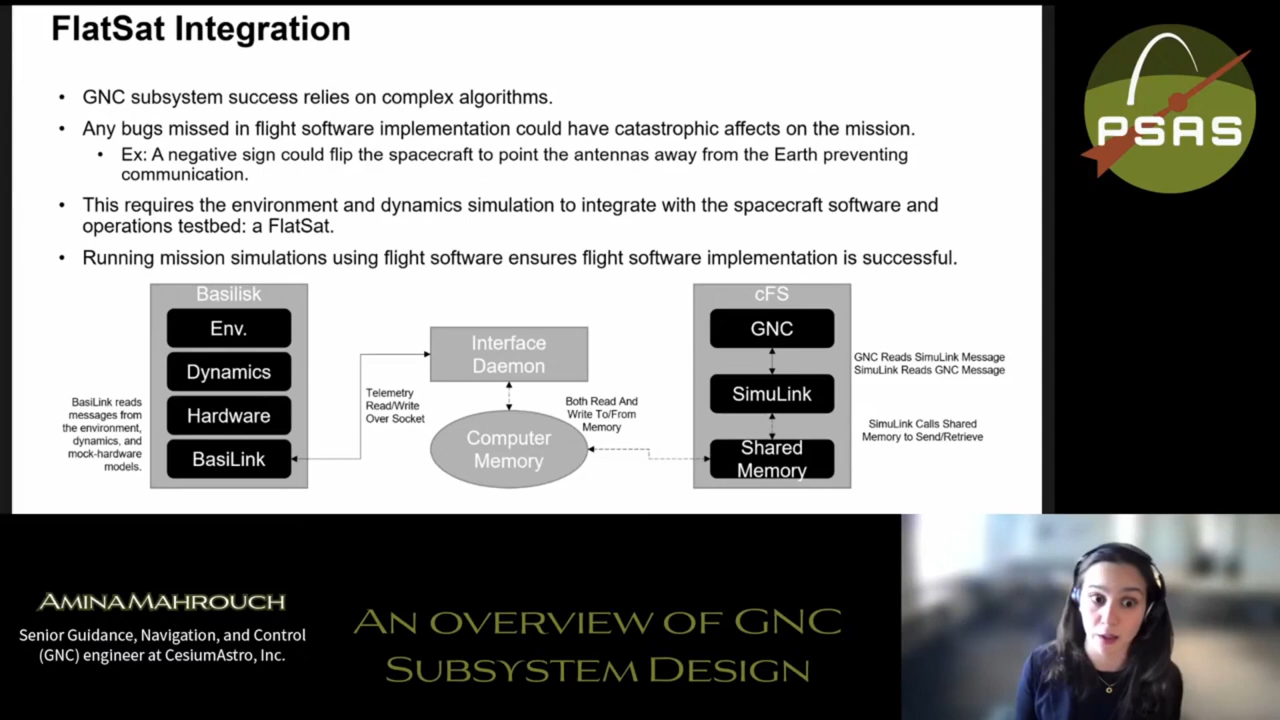 FlatSat Integration
• GNC subsystem success relies on complex algorithms.
• Any bugs missed in flight software implementation could have catastrophic affects on the mission.
• Ex: A negative sign could flip the spacecraft to point the antennas away from the Earth preventing
communication.
• This requires the environment and dynamics simulation to integrate with the spacecraft software and
operations testbed: a FlatSat.
• Running mission simulations using flight software ensures flight software implementation is successful.
Basilisk
Env.
Dynamics
Hardware
BasiLink
BasiLink reads
messages from
the environment,
dynamics, and
mock-hardware
models.
Telemetry
Read/Write
Over Socket
Interface
Daemon
Computer
Memory
Both Read And
Write To/From
Memory
cFS
GNC
SimuLink
Shared
Memory
GNC Reads SimuLink Message
SimuLink Reads GNC Message
SimuLink Calls Shared
Memory to Send/Retrieve
PSAS
Amina Mahrouch
Senior Guidance, Navigation, and Control
(GNC) engineer at CesiumAstro, Inc.
An overview of GNC
Subsystem Design